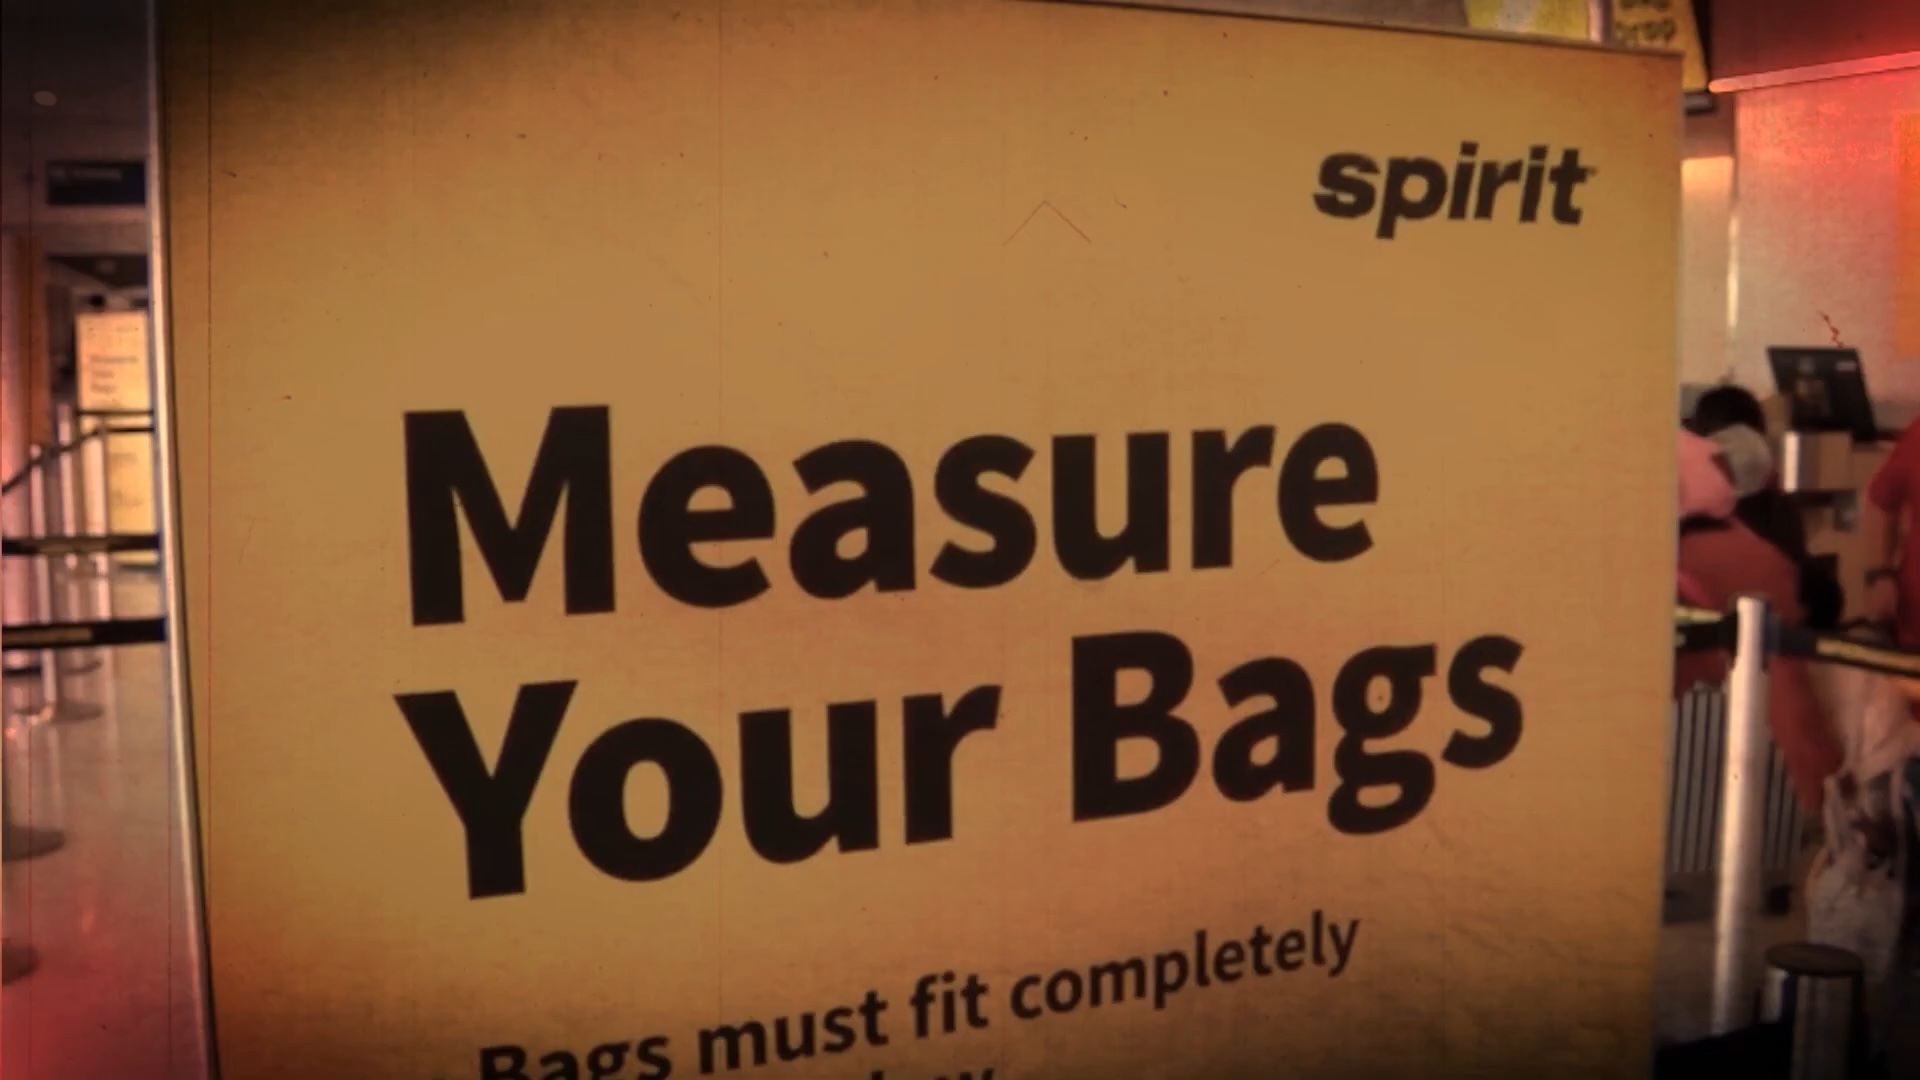 spirit
Measure
Your Bags
Bags must fit completely